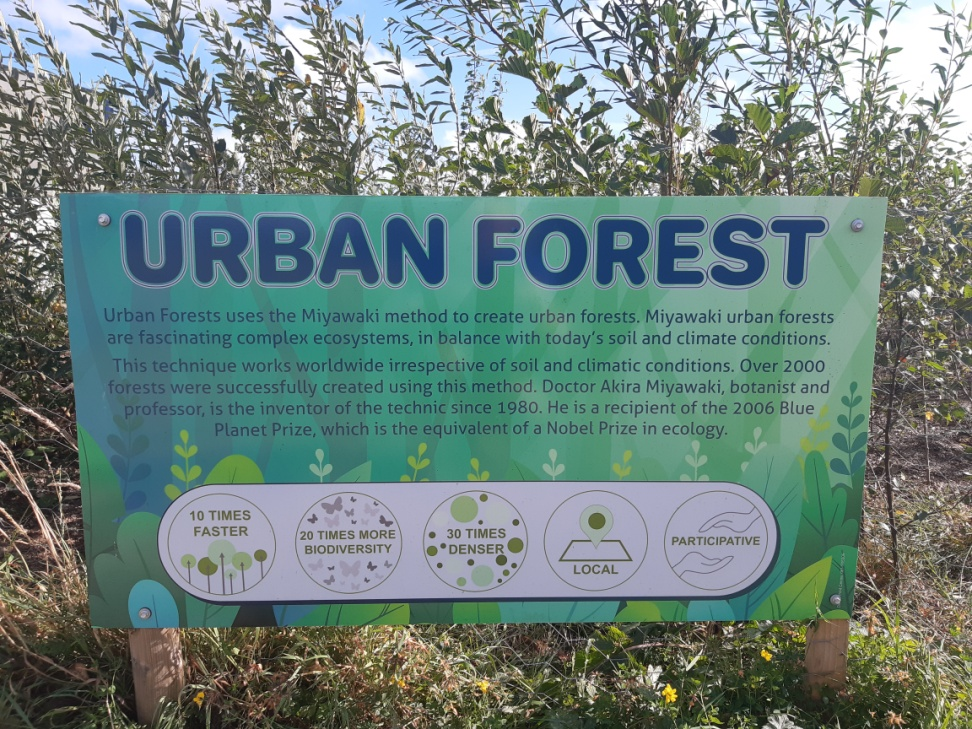 URBAN FOREST
Urban Forests uses the Miyawaki method to create urban forests. Miyawaki urban forests
are fascinating complex ecosystems, in balance with today's soil and climate conditions.
This technique works worldwide irrespective of soil and climatic conditions. Over 2000
forests were successfully created using this method. Doctor Akira Miyawaki, botanist and
professor, is the inventor of the technic since 1980. He is a recipient of the 2006 Blue
Planet Prize, which is the equivalent of a Nobel Prize in ecology.
10 TIMES
FASTER
20 TIMES MORE
BIODIVERSITY
30 TIMES
DENSER
LOCAL
PARTICIPATIVE